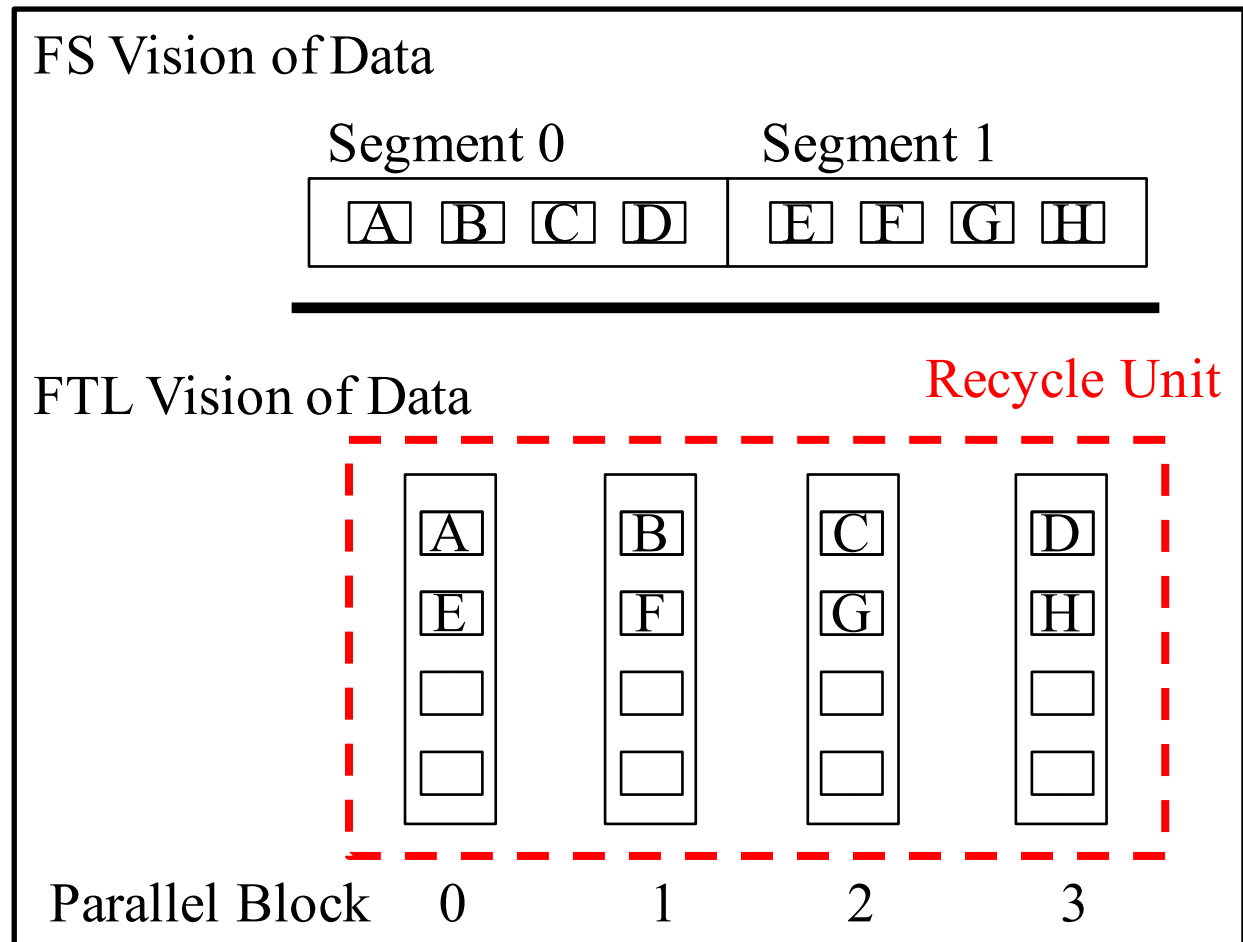 FS Vision of Data
Segment 0 Segment 1
A B C D E F G H
Recycle Unit
FTL Vision of Data
A B C D
E F G H
Parallel Block 0 1 2 3